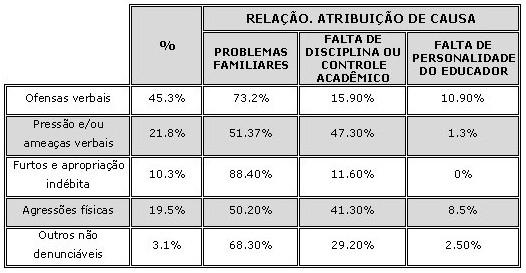 %
RELAÇÃO. ATRIBUIÇÃO DE CAUSA
PROBLEMAS
FAMILIARES
FALTA DE
DISCIPLINA OU
CONTROLE
ACADÊMICO
FALTA DE
PERSONALIDADE
DO EDUCADOR
Ofensas verbais 45.3% 73.2% 15.90% 10.90%
Pressão e/ou
ameaças verbais
21.8% 51.37% 47.30% 1.3%
Furtos e apropriação
indébita
10.3% 88.40% 11.60% 0%
Agressões físicas 19.5% 50.20% 41.30% 8.5%
Outros não
denunciáveis
3.1% 68.30% 29.20% 2.50%